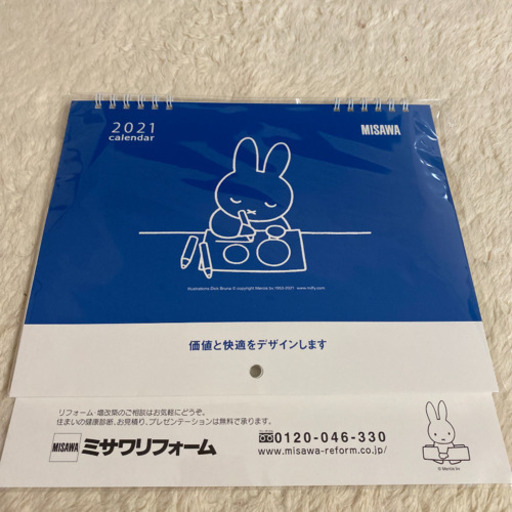 2021
calendar
MISAWA
Illustrations Dick Bruna © copyright Mercis bv 1953-2021 www.miffy.com
価値と快適をデザインします
リフォーム・増改築のご相談はお気軽にどうぞ。
住まいの健康診断、お見積り、プレゼンテーションは無料で承ります。
MISAWA ミサワリフォーム
0120-046-330
www.misawa-reform.co.jp/
© Mercis bv